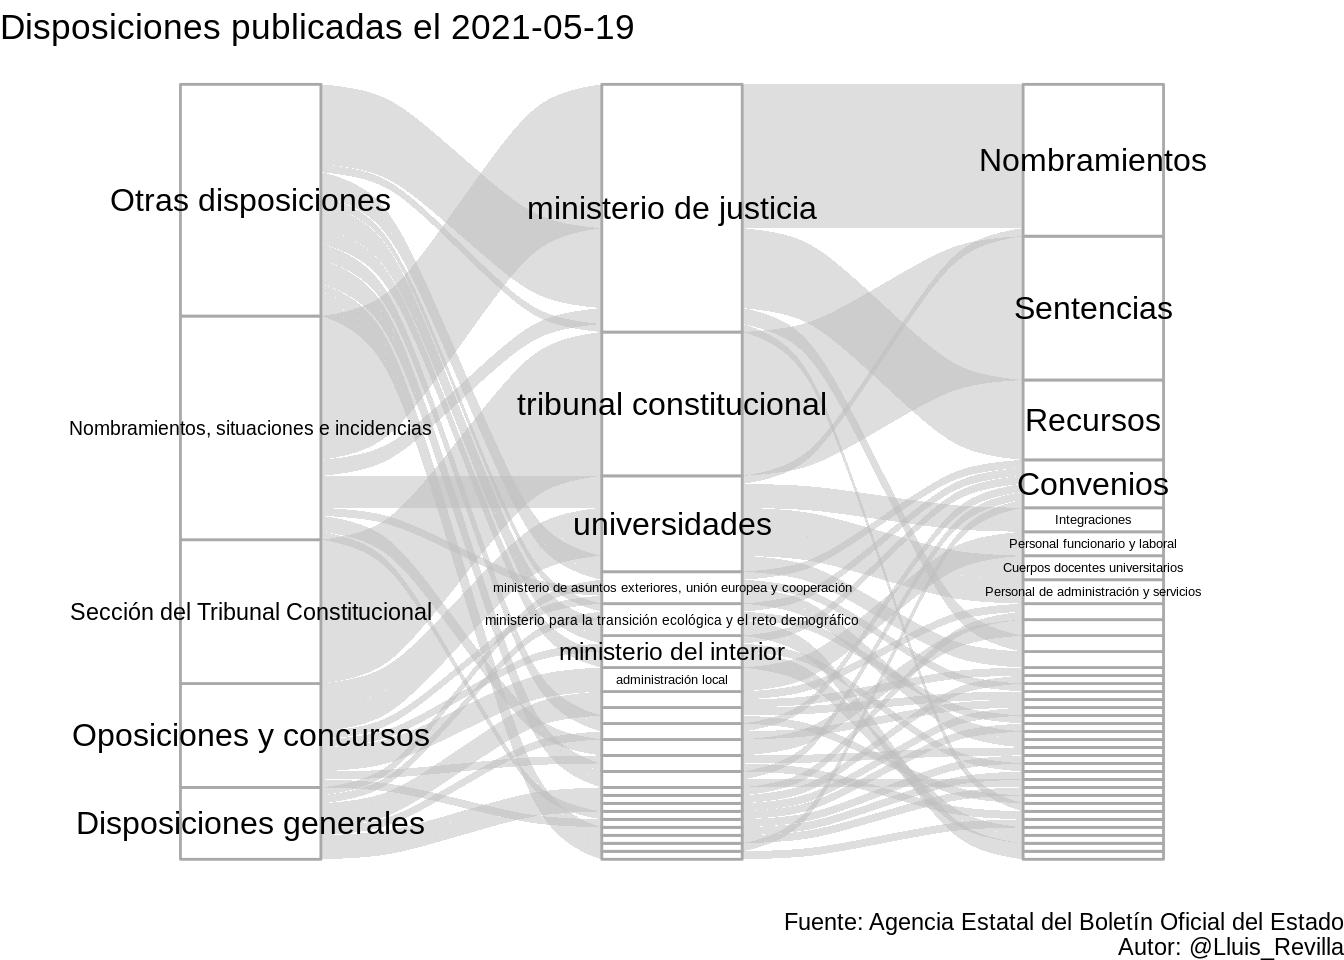 Disposiciones publicadas el 2021-05-19
Otras disposiciones
Nombramientos, situaciones e incidencias
Sección del Tribunal Constitucional
Oposiciones y concursos
Disposiciones generales
ministerio de justicia
tribunal constitucional
universidades
ministerio de asuntos exteriores, unión europea y cooperación
ministerio para la transición ecológica y el reto demográfico
ministerio del interior
administración local
Nombramientos
Sentencias
Recursos
Convenios
Integraciones
Personal funcionario y laboral
Cuerpos docentes universitarios
Personal de administración y servicios
Fuente: Agencia Estatal del Boletín Oficial del Estado
Autor: @Lluis_Revilla